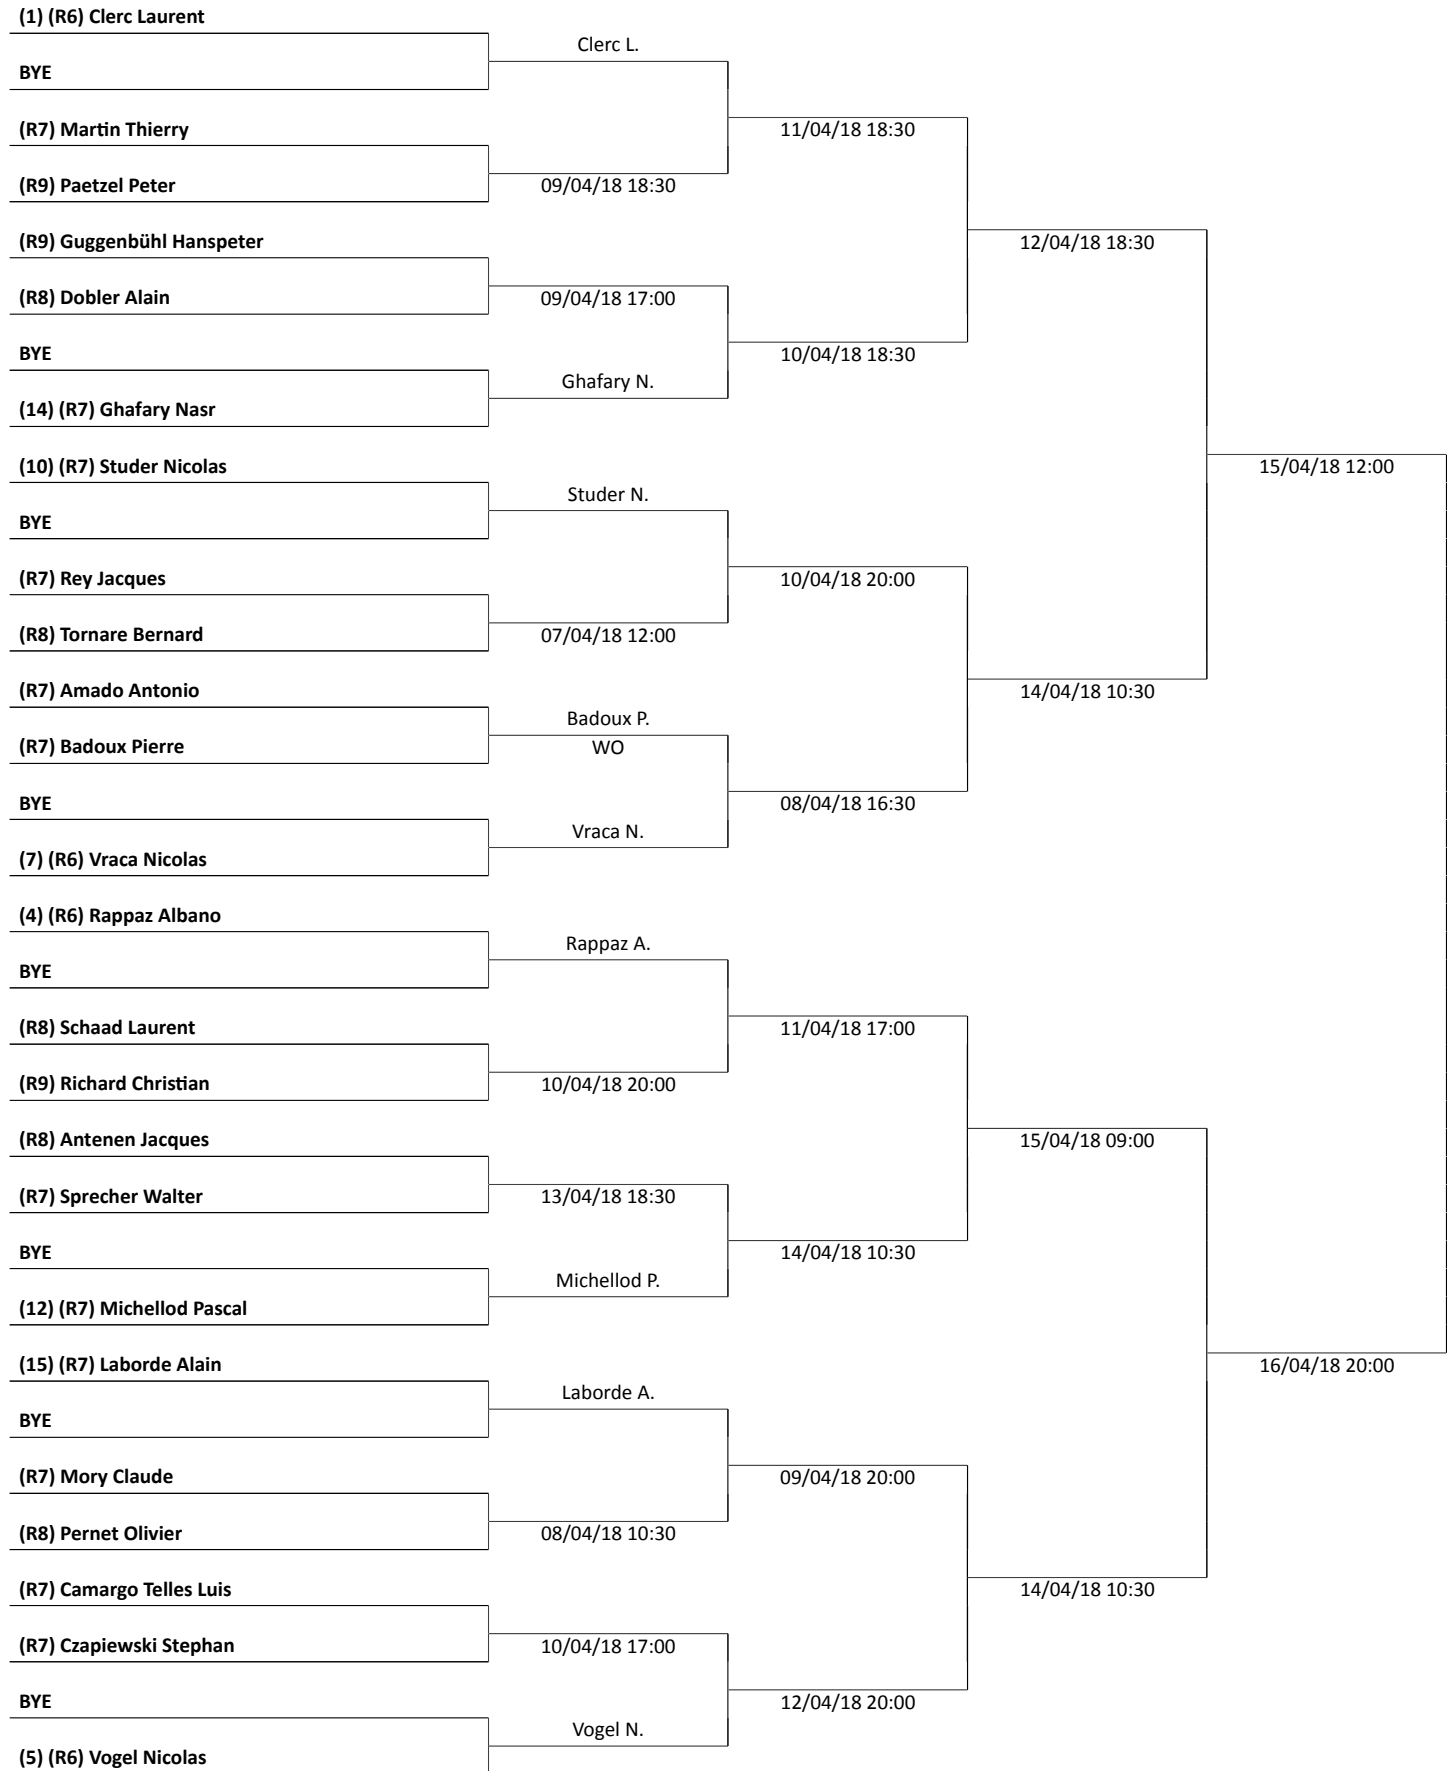 (1) (R6) Clerc Laurent
Clerc L.
BYE
(R7) Martin Thierry
11/04/18 18:30
(R9) Paetzel Peter
09/04/18 18:30
(R9) Guggenbühl Hanspeter
12/04/18 18:30
(R8) Dobler Alain
09/04/18 17:00
BYE
10/04/18 18:30
Ghafary N.
(14) (R7) Ghafary Nasr
(10) (R7) Studer Nicolas
15/04/18 12:00
Studer N.
BYE
(R7) Rey Jacques
10/04/18 20:00
(R8) Tornare Bernard
07/04/18 12:00
(R7) Amado Antonio
14/04/18 10:30
Badoux P.
(R7) Badoux Pierre
WO
BYE
08/04/18 16:30
Vraca N.
(7) (R6) Vraca Nicolas
(4) (R6) Rappaz Albano
Rappaz A.
BYE
(R8) Schaad Laurent
11/04/18 17:00
(R9) Richard Christian
10/04/18 20:00
(R8) Antenen Jacques
15/04/18 09:00
(R7) Sprecher Walter
13/04/18 18:30
BYE
14/04/18 10:30
Michellod P.
(12) (R7) Michellod Pascal
(15) (R7) Laborde Alain
16/04/18 20:00
Laborde A.
BYE
(R7) Mory Claude
09/04/18 20:00
(R8) Pernet Olivier
08/04/18 10:30
(R7) Camargo Telles Luis
14/04/18 10:30
(R7) Czapiewski Stephan
10/04/18 17:00
BYE
12/04/18 20:00
Vogel N.
(5) (R6) Vogel Nicolas